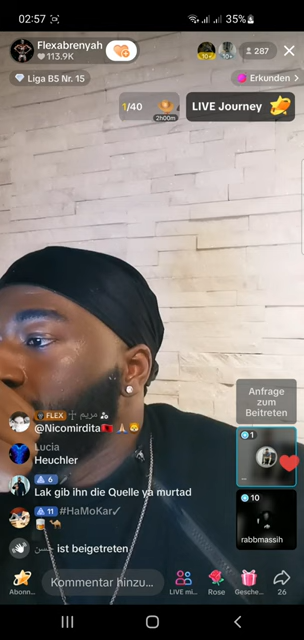 02:57
35%
Flexabrenyah
113.9K
287
Liga B5 Nr. 15
Erkunden >
1/40
2h00m
LIVE Journey
Anfrage
zum
Beitreten
FLEX مريم
@Nicomirdita
Lucia
Heuchler
6
Lak gib ihn die Quelle ya murtad
11 #HaMoKar✓
ist beigetreten
1
10
rabbmassih
Abonn...
Kommentar hinzu...
LIVE mi...
Rose
Gesche...
26